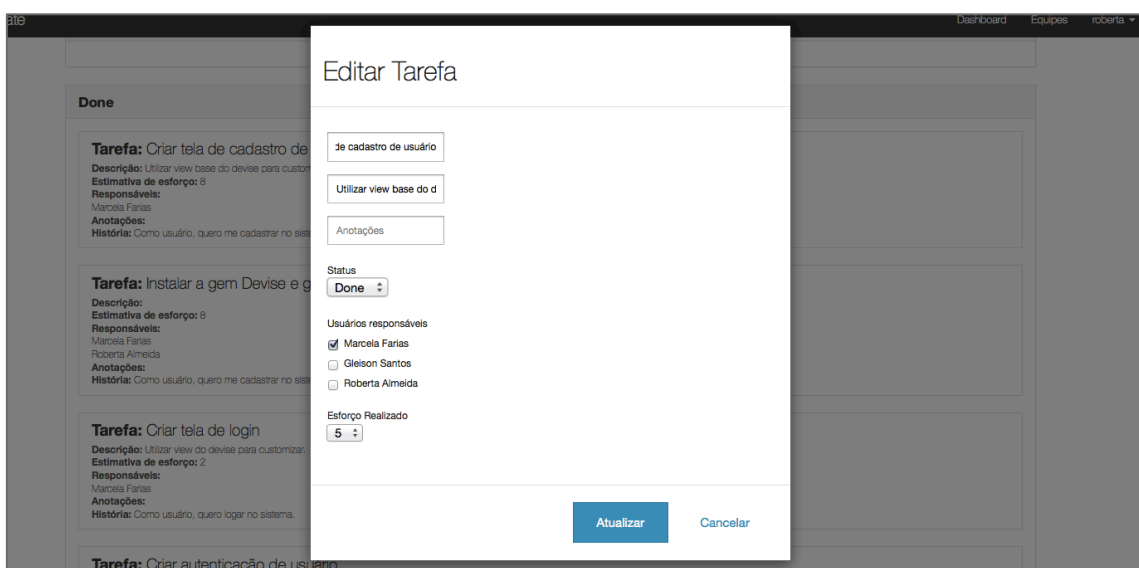 ate
Dashboard Equipes roberta
Editar Tarefa
de cadastro de usuário
Utilizar view base do d
Anotações
Status
Done
Usuários responsáveis
Marcela Farias
Gleison Santos
Roberta Almeida
Esforço Realizado
5
Atualizar Cancelar
Done
Tarefa: Criar tela de cadastro de
Descrição: Utilizar view base do devise para custom
Estimativa de esforço: 8
Responsáveis:
Marcela Farias
Anotações:
História: Como usuário, quero me cadastrar no siste
Tarefa: Instalar a gem Devise e g
Descrição:
Estimativa de esforço: 8
Responsáveis:
Marcela Farias
Roberta Almeida
Anotações:
História: Como usuário, quero me cadastrar no siste
Tarefa: Criar tela de login
Descrição: Utilizar view do devise para customizar.
Estimativa de esforço: 2
Responsáveis:
Marcela Farias
Anotações:
História: Como usuário, quero logar no sistema.
Tarefa: Criar autenticação de usuário